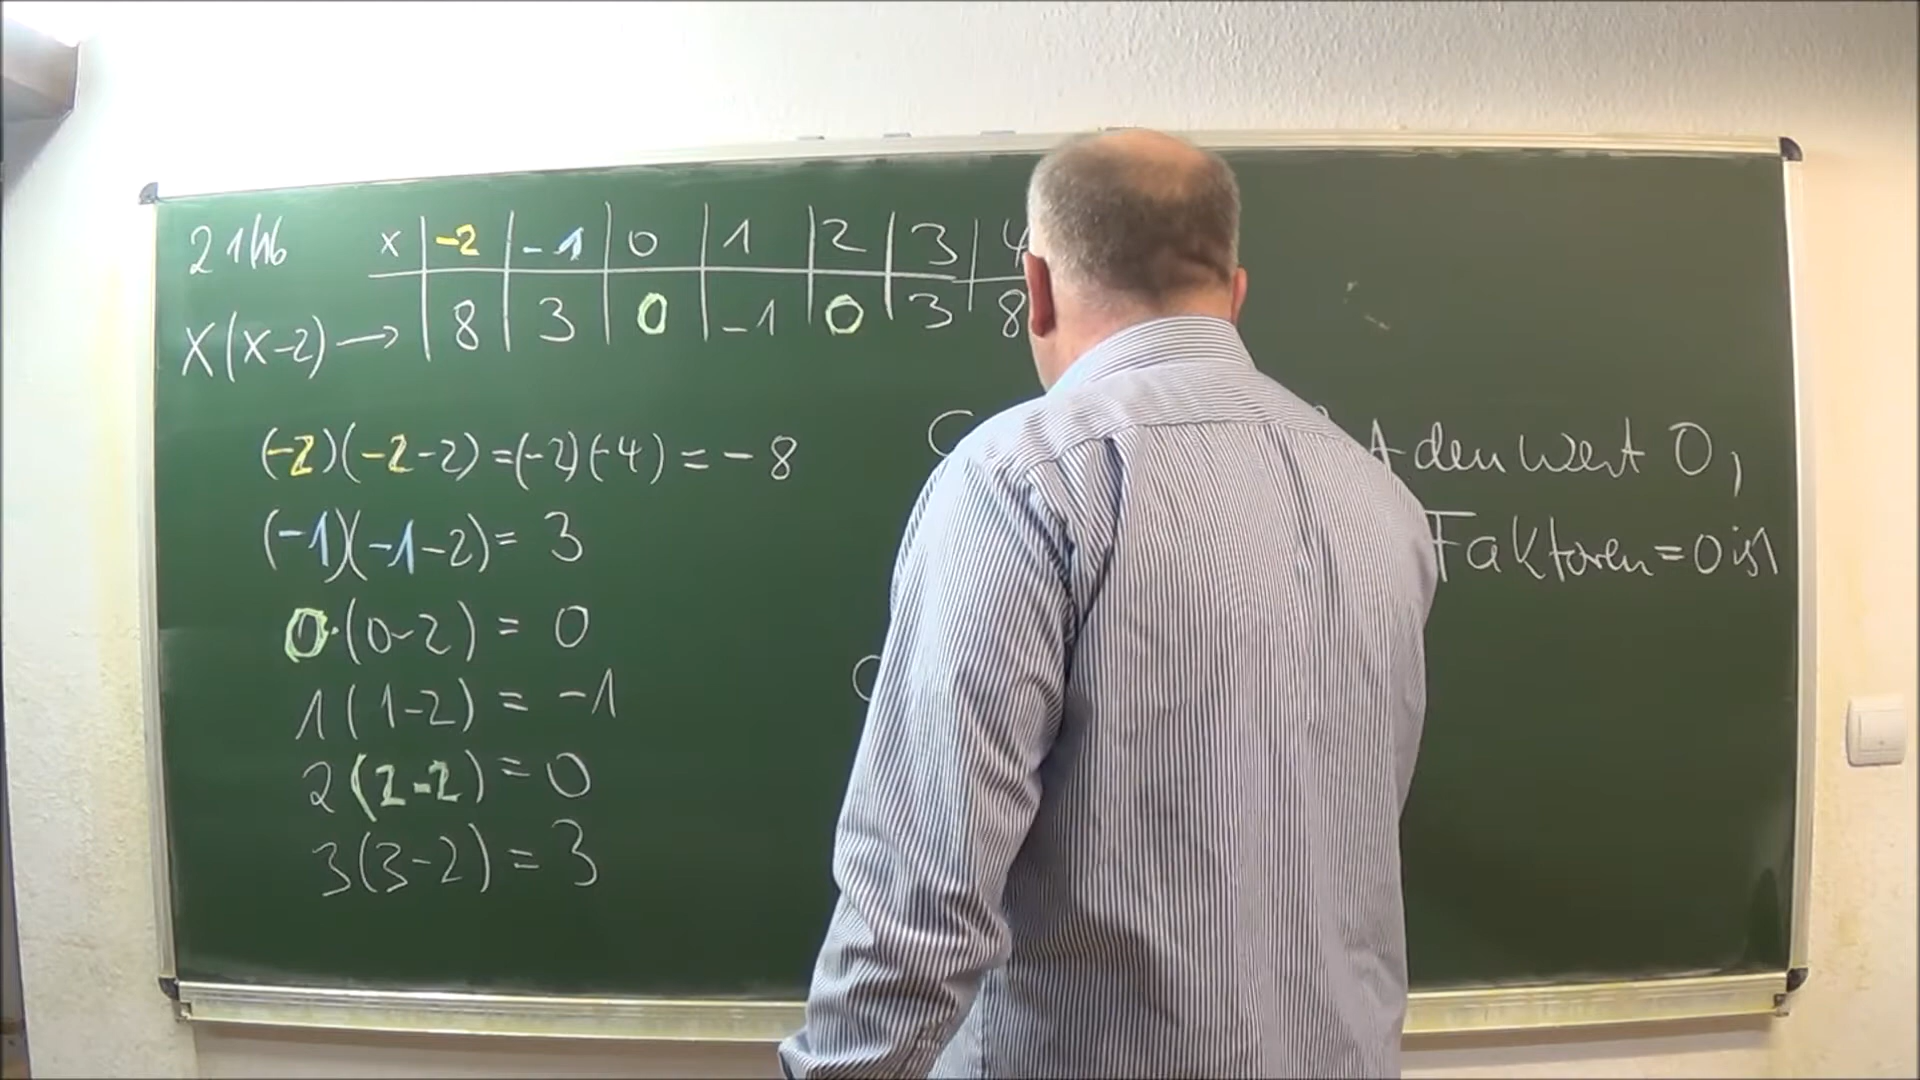 x | -2 | -1 | 0 | 1 | 2 | 3 | 4
X(x-2) → | 8 | 3 | 0 | -1 | 0 | 3 | 8
(-2)(-2-2)=(-2)(-4)=-8
(-1)(-1-2)= 3
0·(0-2) = 0
1(1-2) = -1
2(2-2) = 0
3(3-2) = 3
den Wert 0,
Faktoren=0 ist